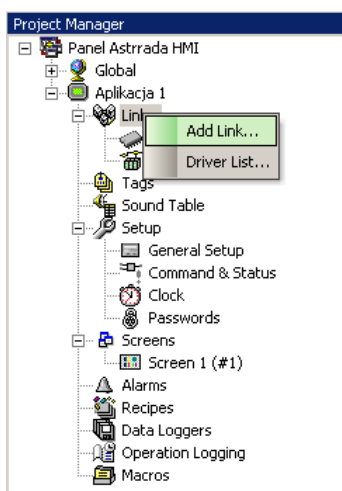 Project Manager
Panel Astrrada HMI
Global
Aplikacja 1
Add Link...
Driver List...
Tags
Sound Table
Setup
General Setup
Command & Status
Clock
Passwords
Screens
Screen 1 (#1)
Alarms
Recipes
Data Loggers
Operation Logging
Macros